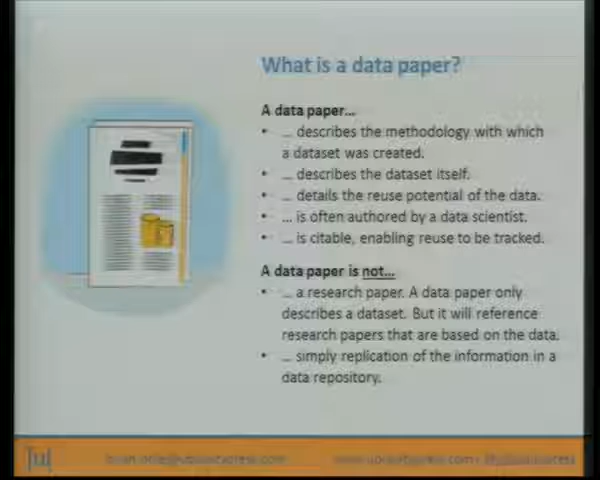 What is a data paper?
A data paper...
• ... describes the methodology with which
a dataset was created.
• ... describes the dataset itself.
• ... details the reuse potential of the data.
• ... is often authored by a data scientist.
• ... is citable, enabling reuse to be tracked.
A data paper is not...
• ... a research paper. A data paper only
describes a dataset. But it will reference
research papers that are based on the data.
• ... simply replication of the information in a
data repository.
[u]